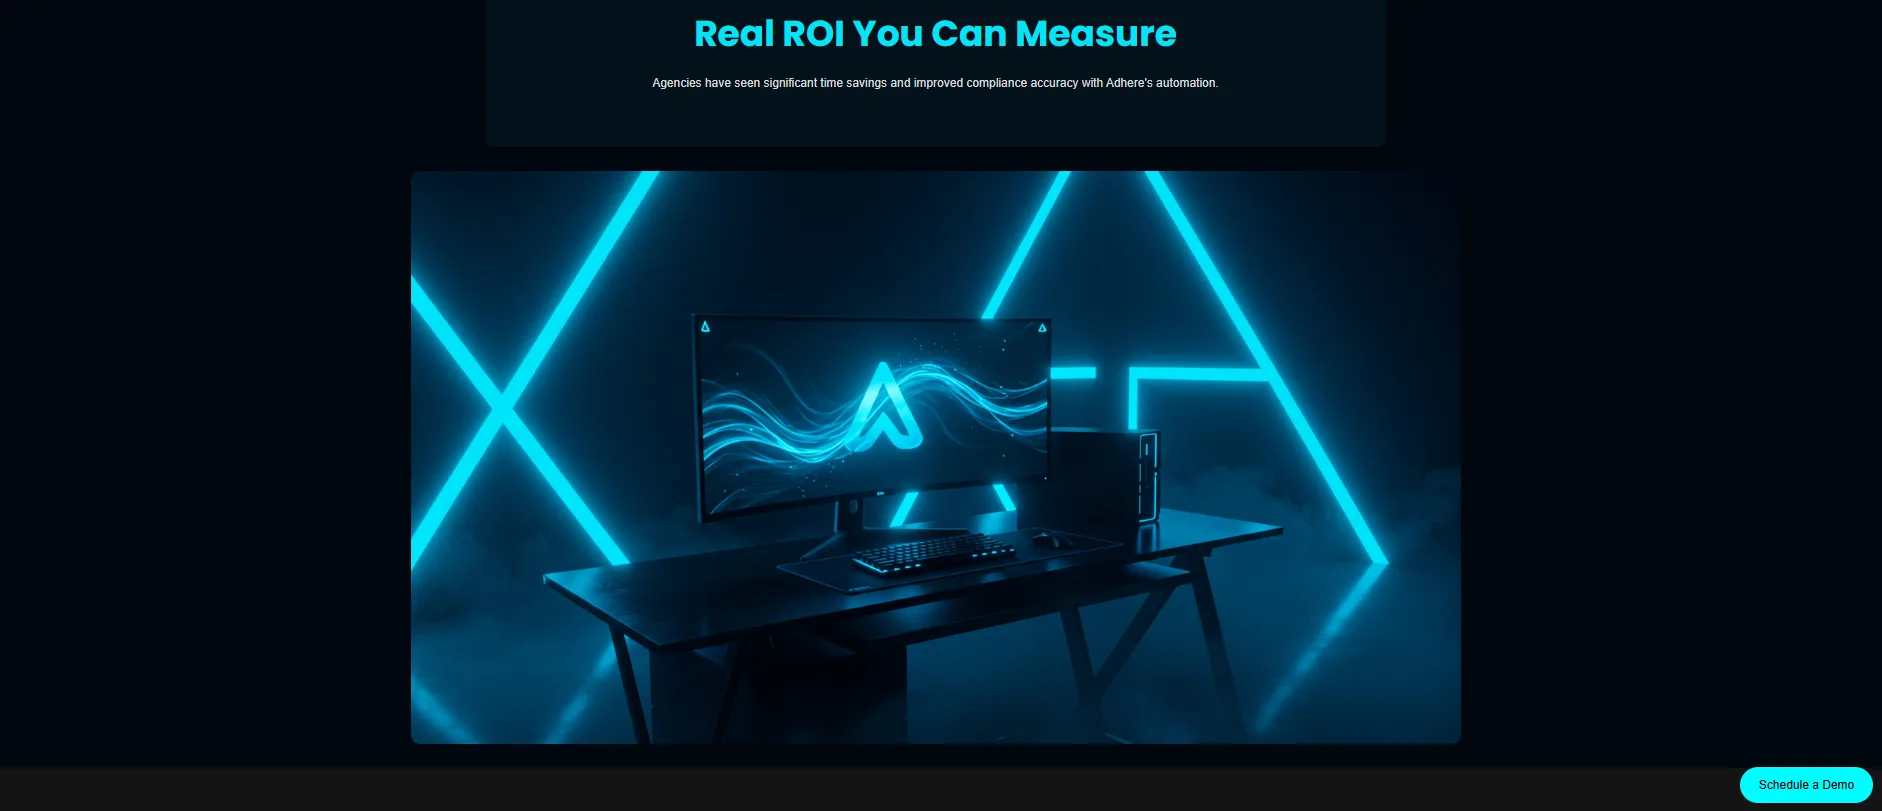 Real ROI You Can Measure
Agencies have seen significant time savings and improved compliance accuracy with Adhere's automation.
Schedule a Demo